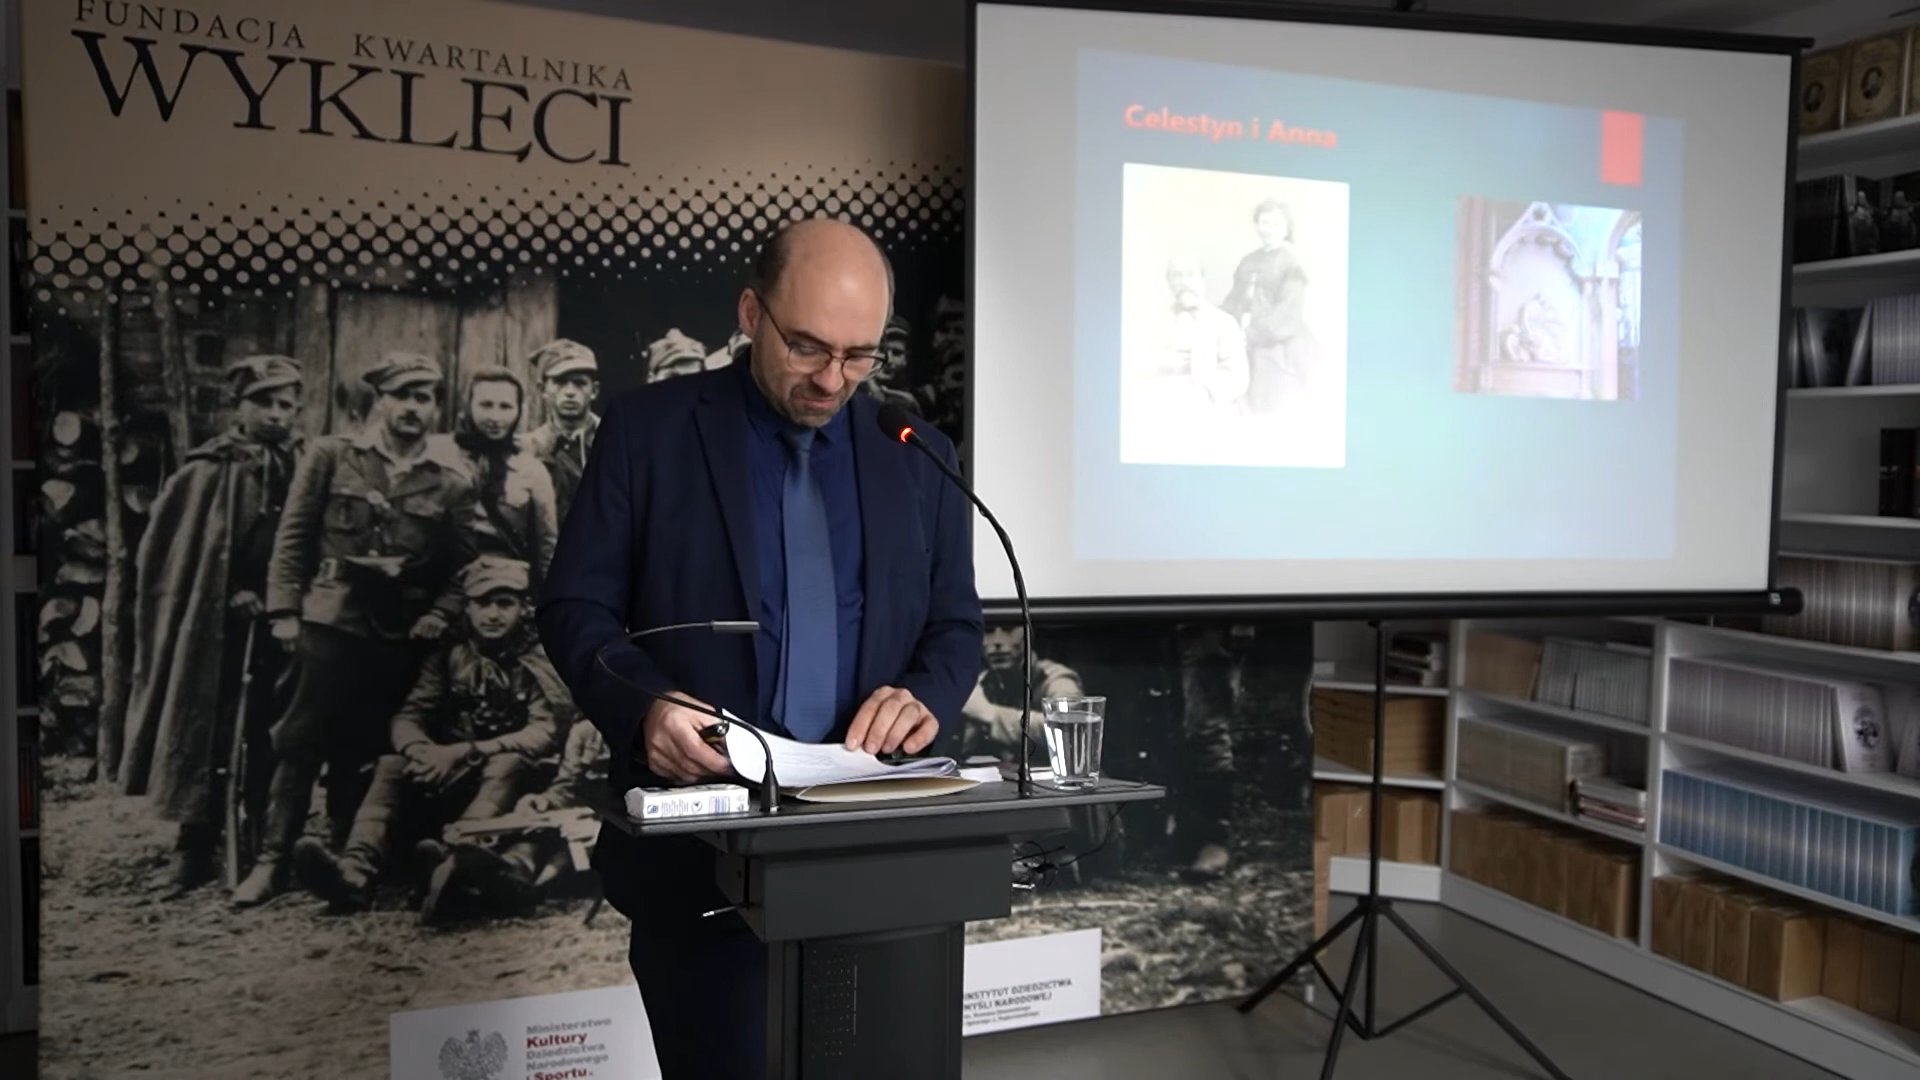 FUNDACJA KWARTALNIKA
WYKLĘCI
Celestyn i Anna
INSTYTUT DZIEDZICTWA
MYŚLI NARODOWEJ
Ministerstwo
Kultury
Dziedzictwa
Narodowego
i Sportu.